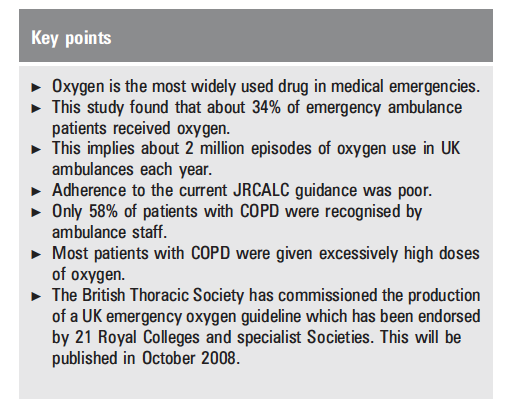 Key points
► Oxygen is the most widely used drug in medical emergencies.
► This study found that about 34% of emergency ambulance
patients received oxygen.
► This implies about 2 million episodes of oxygen use in UK
ambulances each year.
► Adherence to the current JRCALC guidance was poor.
► Only 58% of patients with COPD were recognised by
ambulance staff.
► Most patients with COPD were given excessively high doses
of oxygen.
► The British Thoracic Society has commissioned the production
of a UK emergency oxygen guideline which has been endorsed
by 21 Royal Colleges and specialist Societies. This will be
published in October 2008.